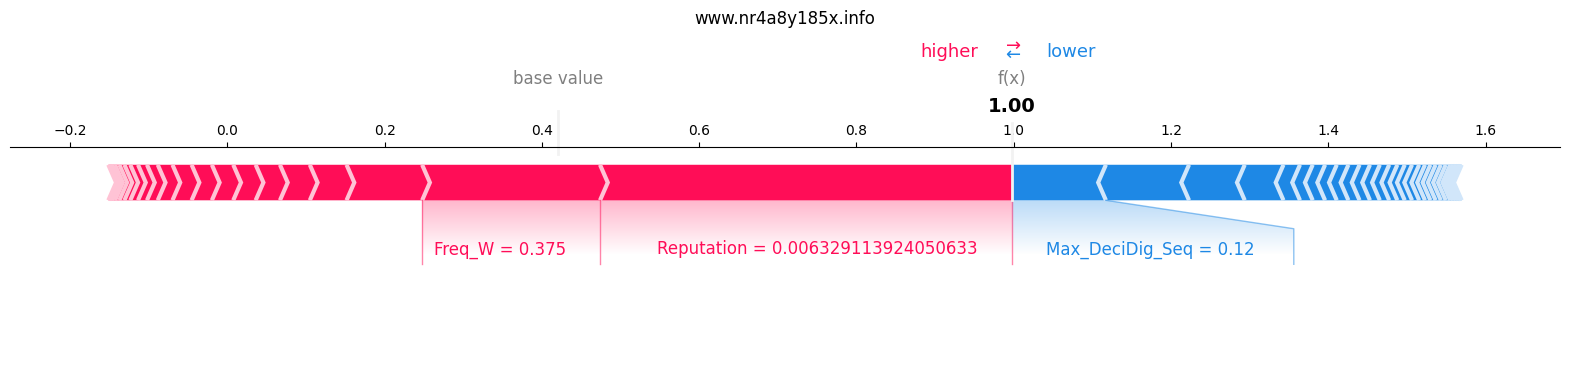 www.nr4a8y185x.info
higher → ← lower
base value f(x)
1.00
−0.2 0.0 0.2 0.4 0.6 0.8 1.0 1.2 1.4 1.6
Freq_W = 0.375 Reputation = 0.006329113924050633 Max_DeciDig_Seq = 0.12